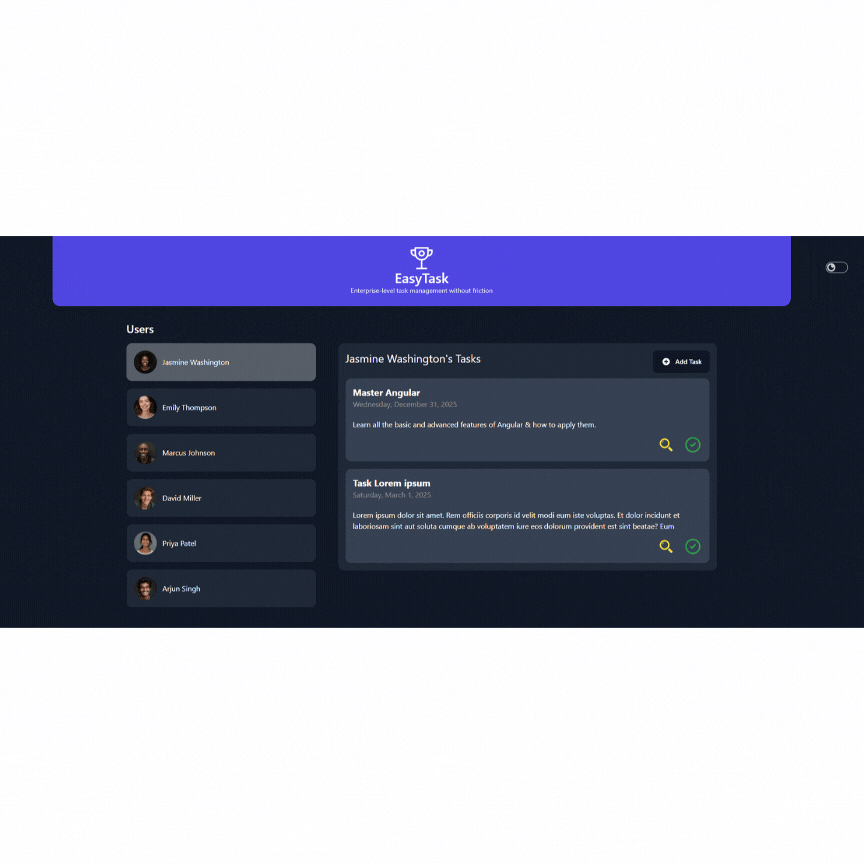 EasyTask
Enterprise-level task management without friction
Users
Jasmine Washington
Emily Thompson
Marcus Johnson
David Miller
Priya Patel
Arjun Singh
Jasmine Washington's Tasks
Add Task
Master Angular
Wednesday, December 31, 2025
Learn all the basic and advanced features of Angular & how to apply them.
Task Lorem ipsum
Saturday, March 1, 2025
Lorem ipsum dolor sit amet. Rem officiis corporis id velit modi eum iste voluptas. Et dolor incidunt et
laboriosam sint aut soluta cumque ab voluptatem iure eos dolorum provident est sint beatae? Eum